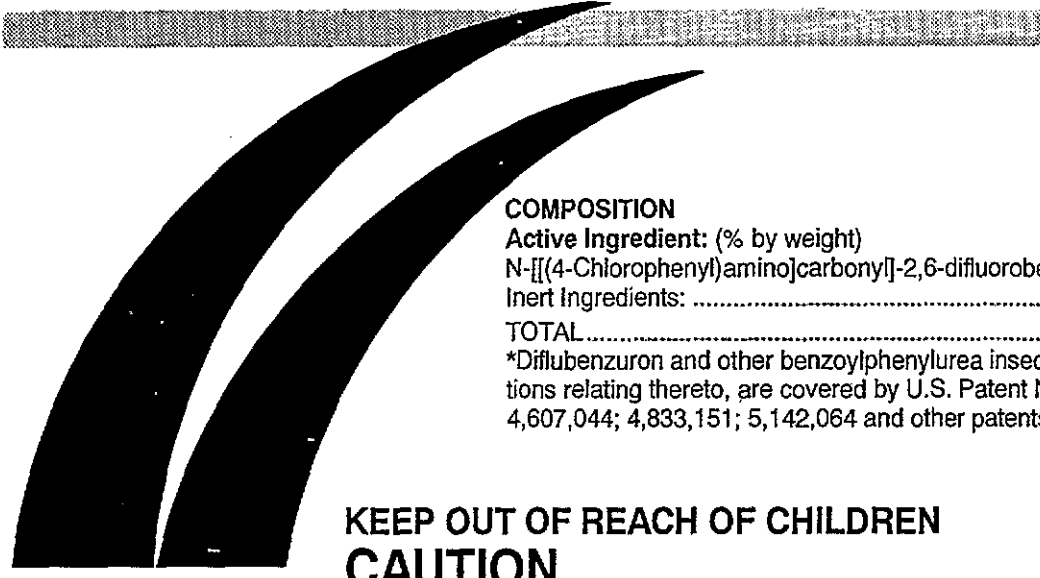 COMPOSITION
Active Ingredient: (% by weight)
N-[[(4-Chlorophenyl)amino]carbonyl]-2,6-difluorobe
Inert Ingredients: ........................................................
TOTAL................................................................................
*Diflubenzuron and other benzoylphenylurea insec
tions relating thereto, are covered by U.S. Patent N
4,607,044; 4,833,151; 5,142,064 and other patents
KEEP OUT OF REACH OF CHILDREN
CAUTION